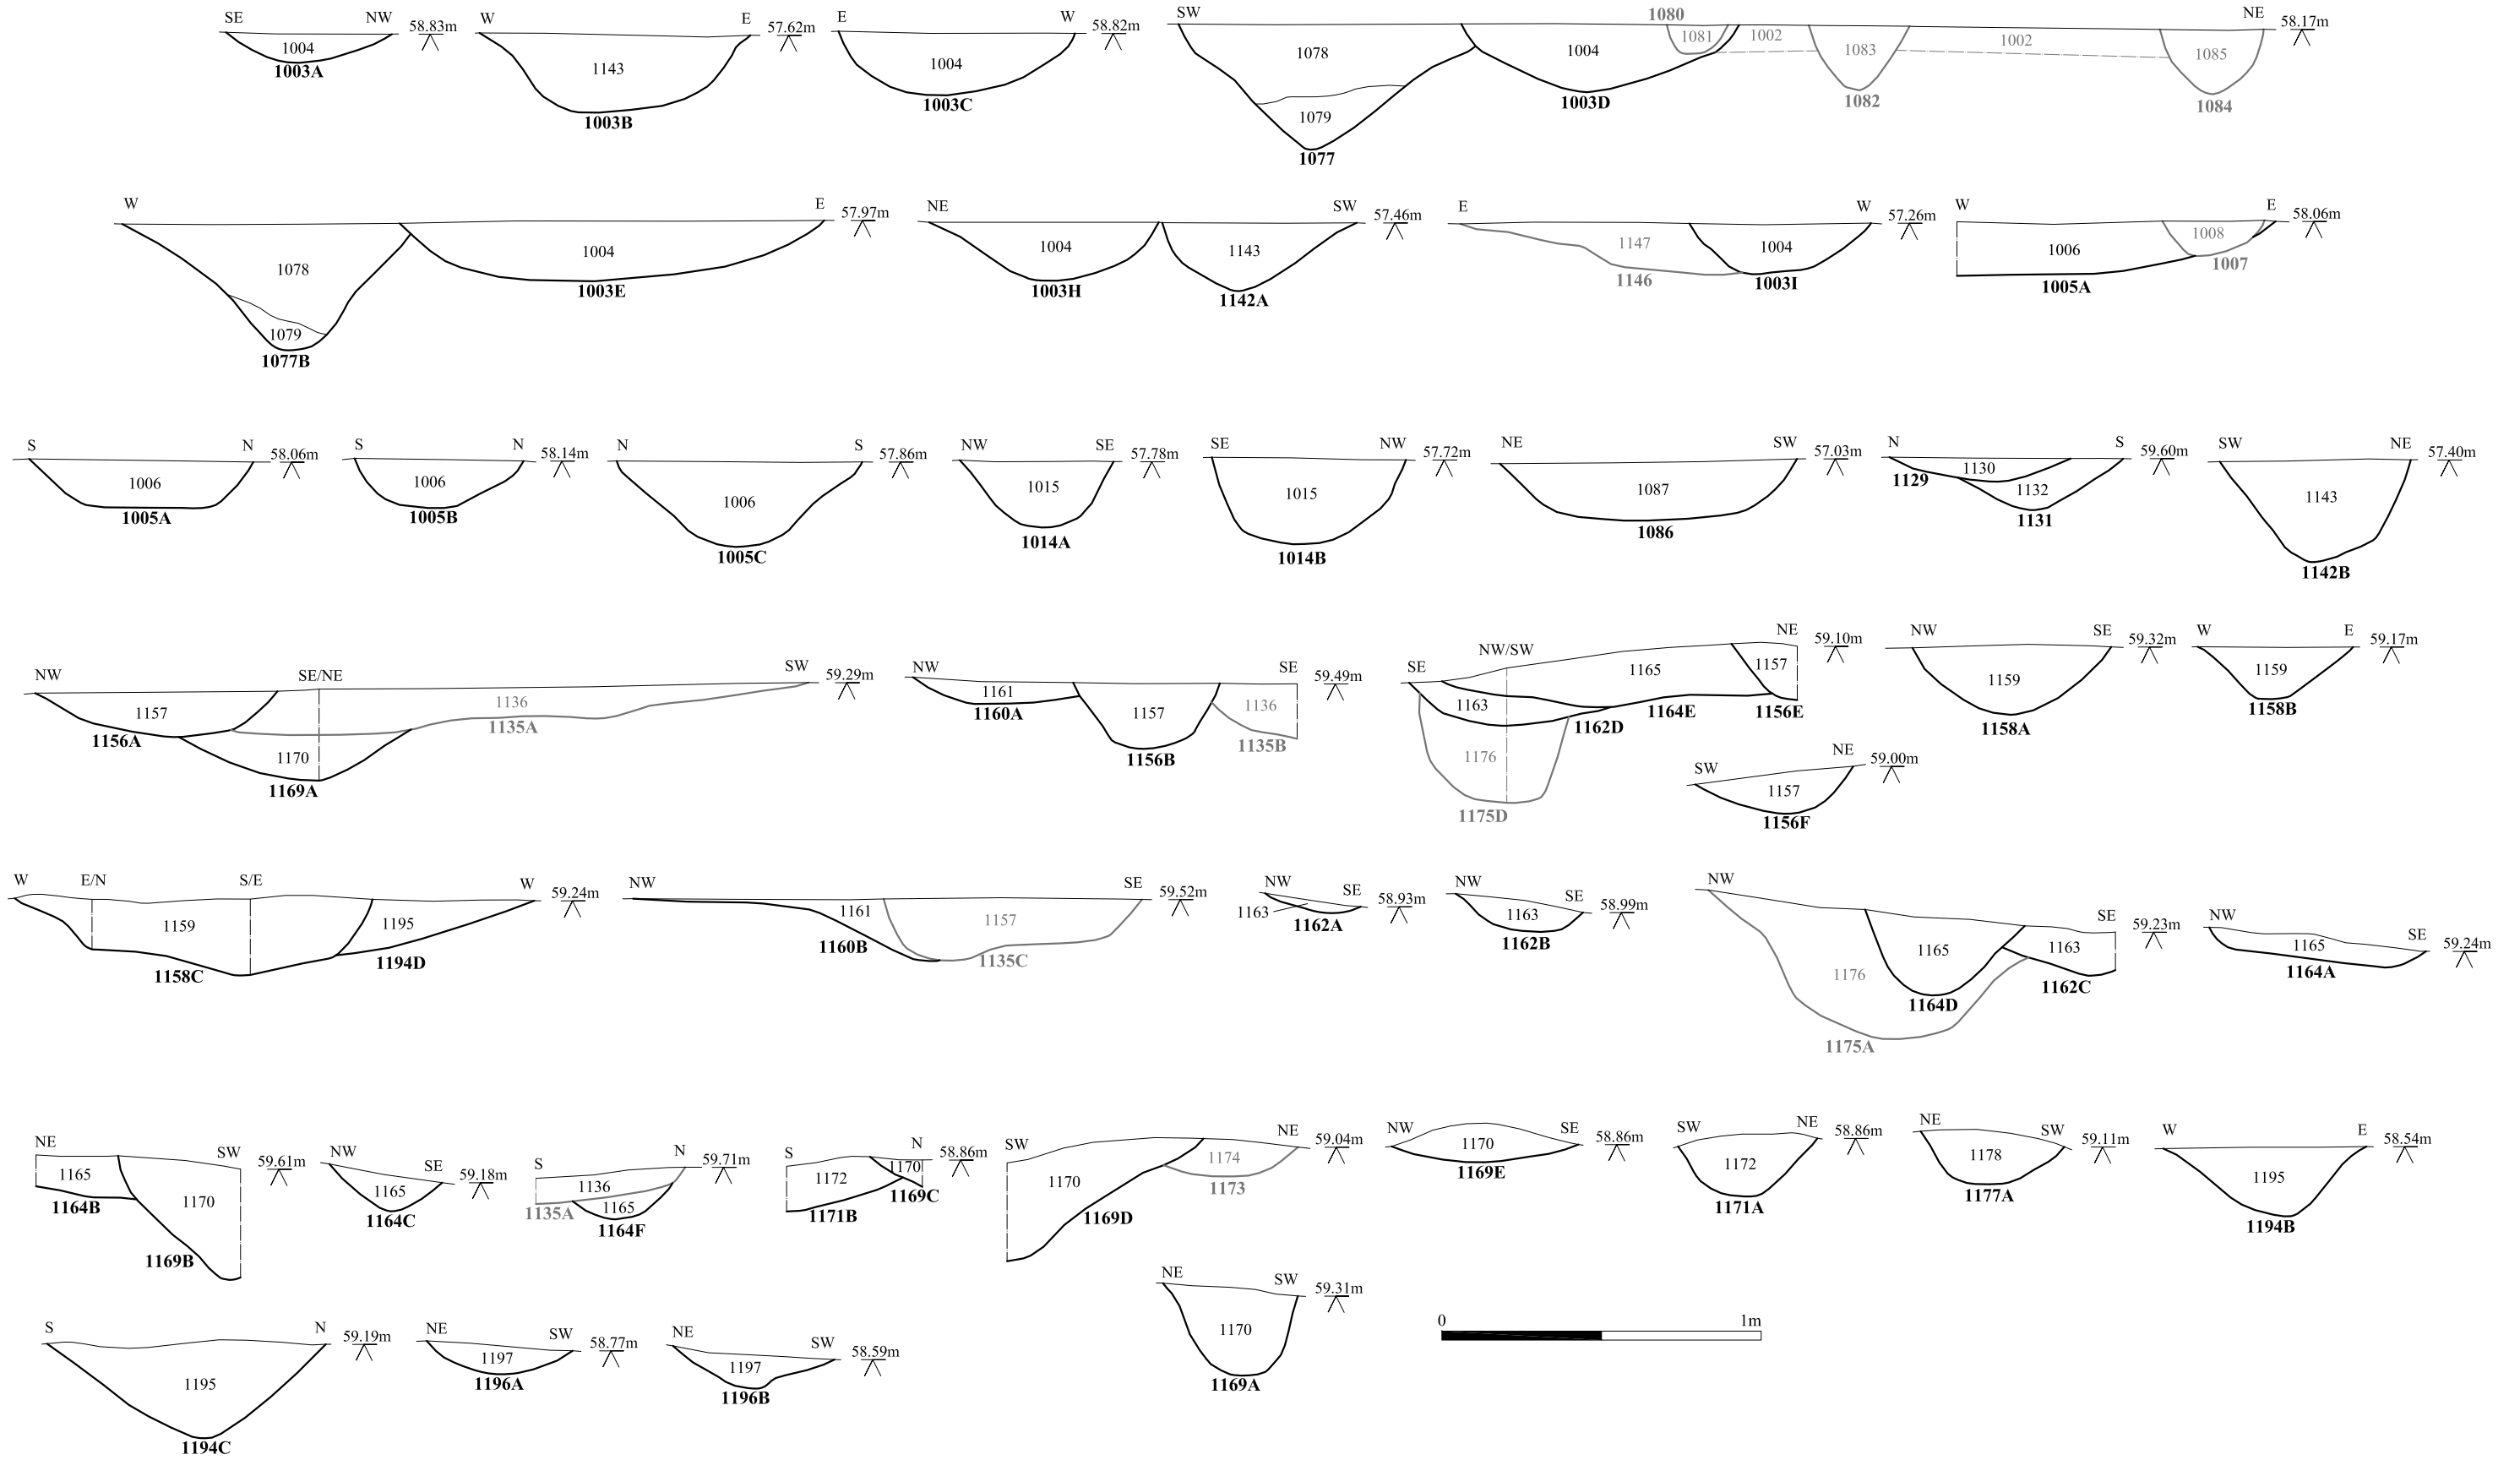 SE NW 58.83m
1004
1003A
W E 57.62m
1143
1003B
E W 58.82m
1004
1003C
SW NE 58.17m
1080
1078 1004 1081 1002 1083 1002 1085
1079
1077 1003D 1082 1084
W E 57.97m
1078 1004
1079
1077B 1003E
NE SW 57.46m
1004 1143
1003H 1142A
E W 57.26m
1147 1004
1146 1003I
W E 58.06m
1006 1008
1005A 1007
S N 58.06m
1006
1005A
S N 58.14m
1006
1005B
N S 57.86m
1006
1005C
NW SE 57.78m
1015
1014A
SE NW 57.72m
1015
1014B
NE SW 57.03m
1087
1086
N S 59.60m
1130
1129 1132
1131
SW NE 57.40m
1143
1142B
NW SE/NE SW 59.29m
1157 1136
1156A 1135A
1170
1169A
NW SE 59.49m
1161 1157 1136
1160A 1156B 1135B
SE NW/SW NE 59.10m
1165 1157
1163 1164E 1156E
1162D
1176
1175D
SW NE 59.00m
1157
1156F
NW SE 59.32m
1159
1158A
W E 59.17m
1159
1158B
W E/N S/E W 59.24m
1159 1195
1158C 1194D
NW SE 59.52m
1161 1157
1160B 1135C
NW SE 58.93m
1163
1162A
NW SE 58.99m
1163
1162B
NW SE 59.23m
1176 1165 1163
1164D 1162C
1175A
NW SE 59.24m
1165
1164A
NE SW 59.61m
1165 1170
1164B
1169B
NW SE 59.18m
1165
1164C
S N 59.71m
1136
1135A 1165
1164F
S N 58.86m
1172 1170
1171B 1169C
SW NE 59.04m
1170 1174
1169D 1173
NW SE 58.86m
1170
1169E
SW NE 58.86m
1172
1171A
NE SW 59.11m
1178
1177A
W E 58.54m
1195
1194B
S N 59.19m
1195
1194C
NE SW 58.77m
1197
1196A
NE SW 58.59m
1197
1196B
NE SW 59.31m
1170
1169A
0 1m